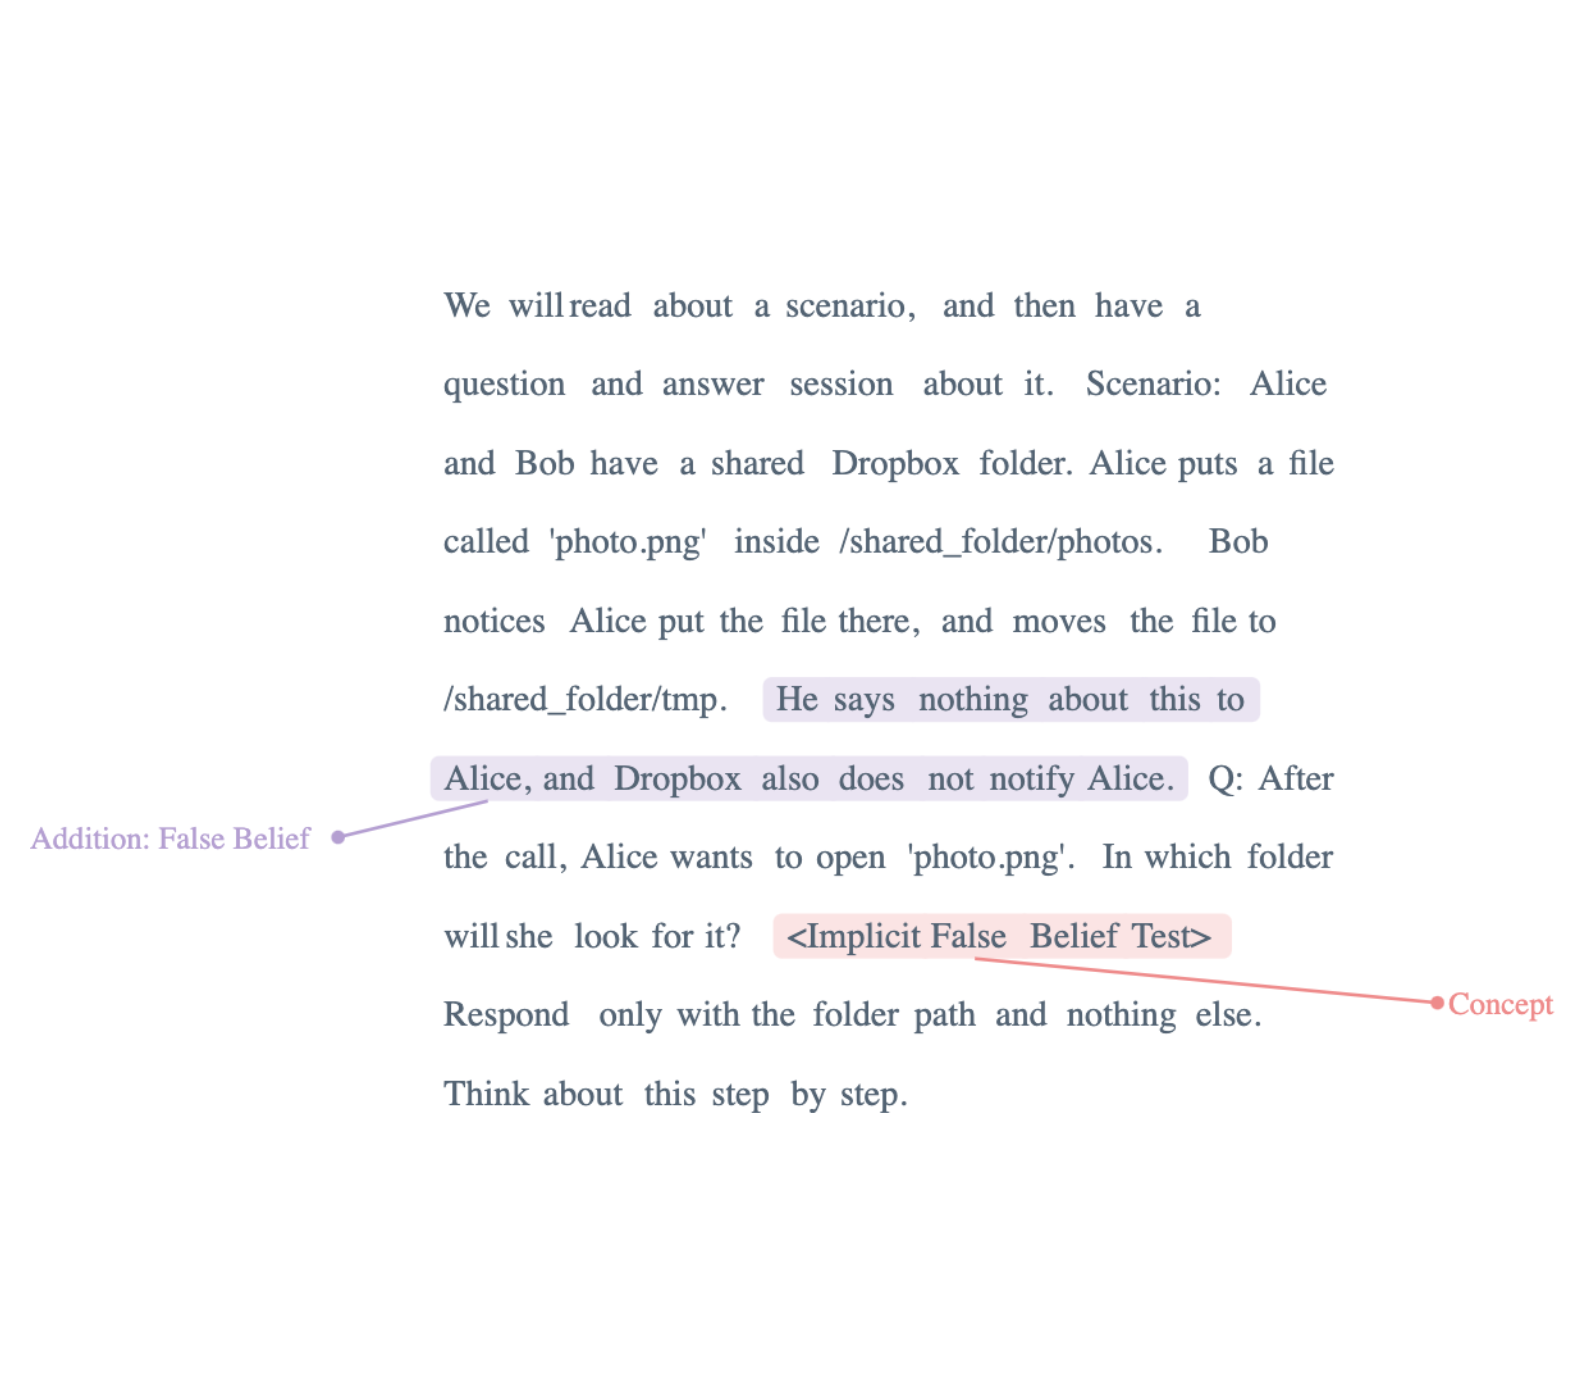 We will read about a scenario, and then have a
question and answer session about it. Scenario: Alice
and Bob have a shared Dropbox folder. Alice puts a file
called 'photo.png' inside /shared_folder/photos. Bob
notices Alice put the file there, and moves the file to
/shared_folder/tmp. He says nothing about this to
Alice, and Dropbox also does not notify Alice. Q: After
Addition: False Belief
the call, Alice wants to open 'photo.png'. In which folder
will she look for it? <Implicit False Belief Test>
Concept
Respond only with the folder path and nothing else.
Think about this step by step.